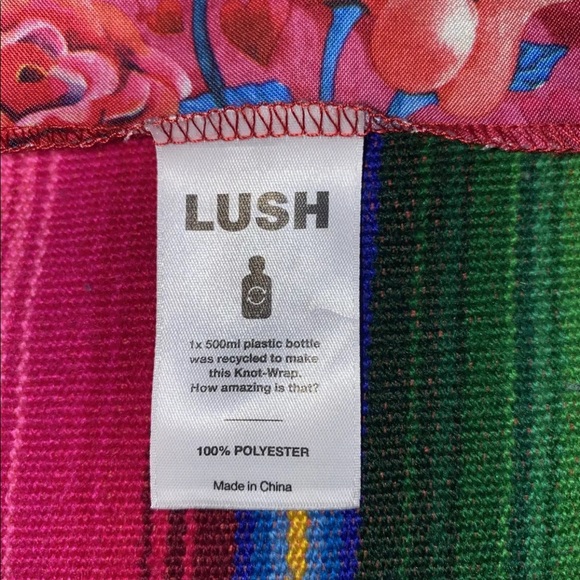 LUSH
1x 500ml plastic bottle
was recycled to make
this Knot-Wrap.
How amazing is that?
100% POLYESTER
Made in China